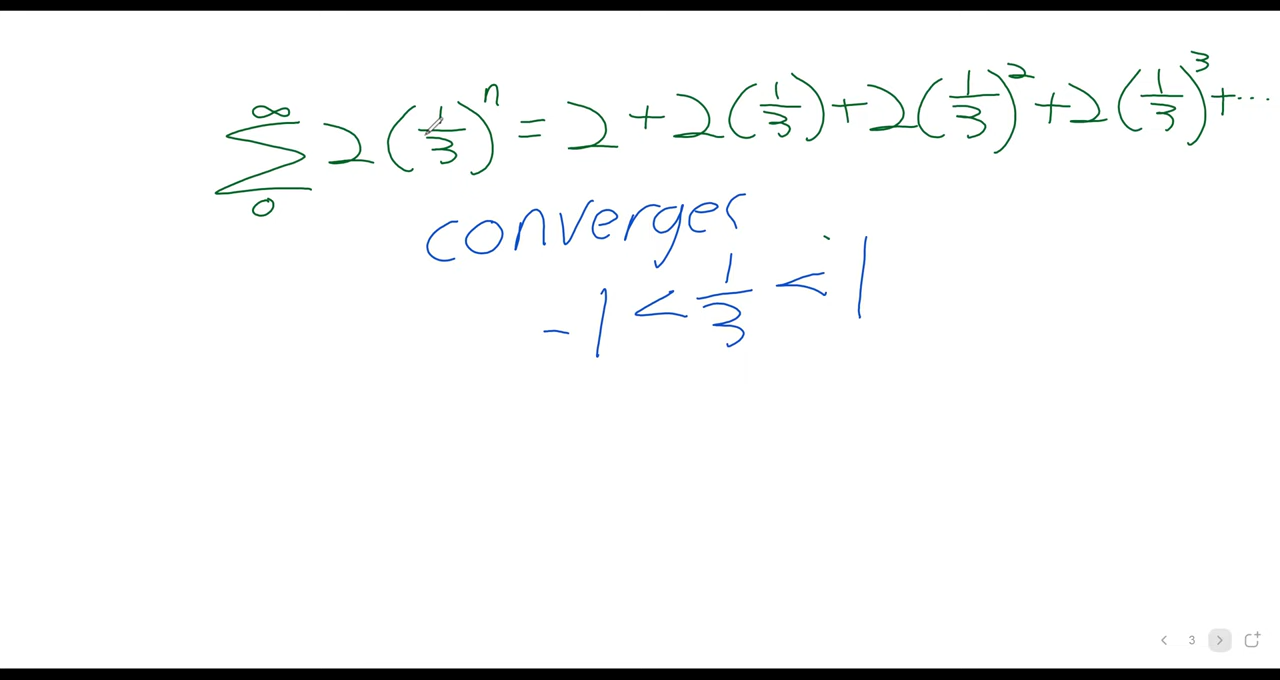 ∞
∑ 2(1/3)ⁿ = 2 + 2(1/3) + 2(1/3)² + 2(1/3)³ + ...
0
converges
-1 < 1/3 < 1
3